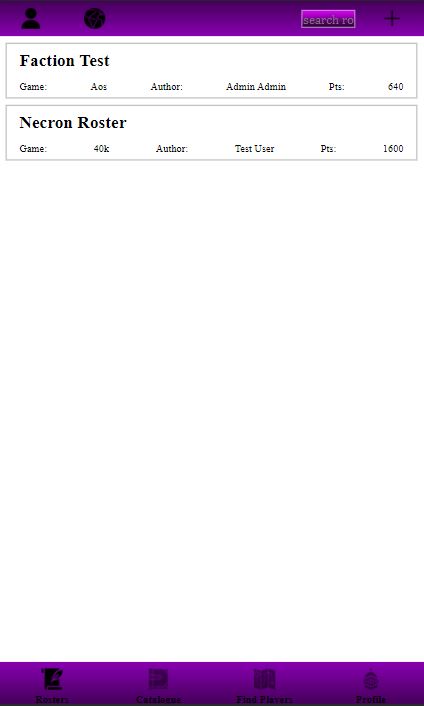 search ro
Faction Test
Game: Aos Author: Admin Admin Pts: 640
Necron Roster
Game: 40k Author: Test User Pts: 1600
Rosters Catalogue Find Players Profile